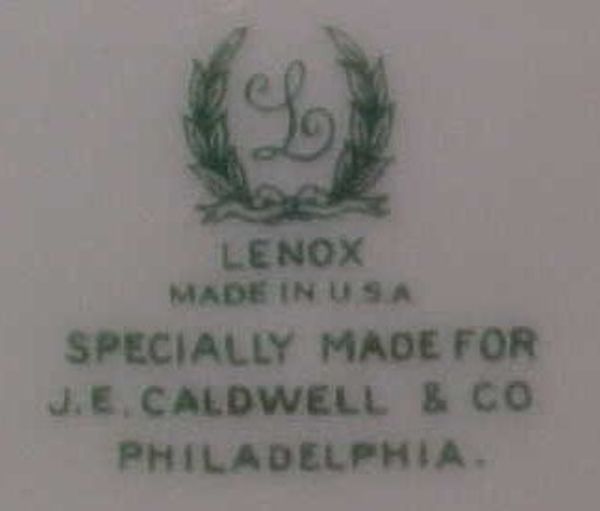 L
LENOX
MADE IN U.S.A
SPECIALLY MADE FOR
J.E. CALDWELL & CO
PHILADELPHIA.